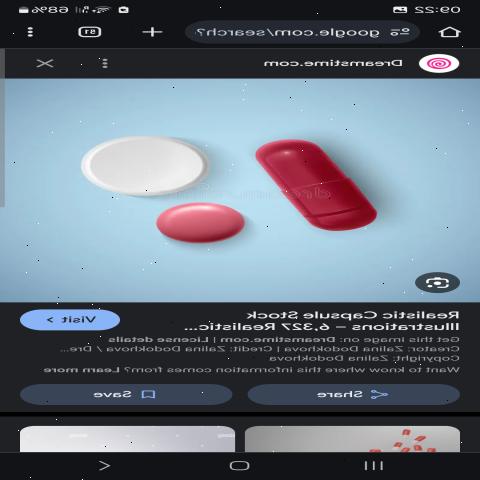 09:22 68%
google.com/search? 51
Dreamstime.com
dreamstime
Realistic Capsule Stock
Illustrations – 6,327 Realistic...
Visit >
Get this image on: Dreamstime.com | License details
Creator: Zalina Dodokhova | Credit: Zalina Dodokhova / Dre...
Copyright: Zalina Dodokhova
Want to know where this information comes from? Learn more
Share Save